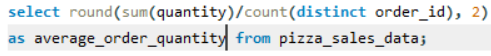 select round(sum(quantity)/count(distinct order_id), 2)
as average_order_quantity from pizza_sales_data;